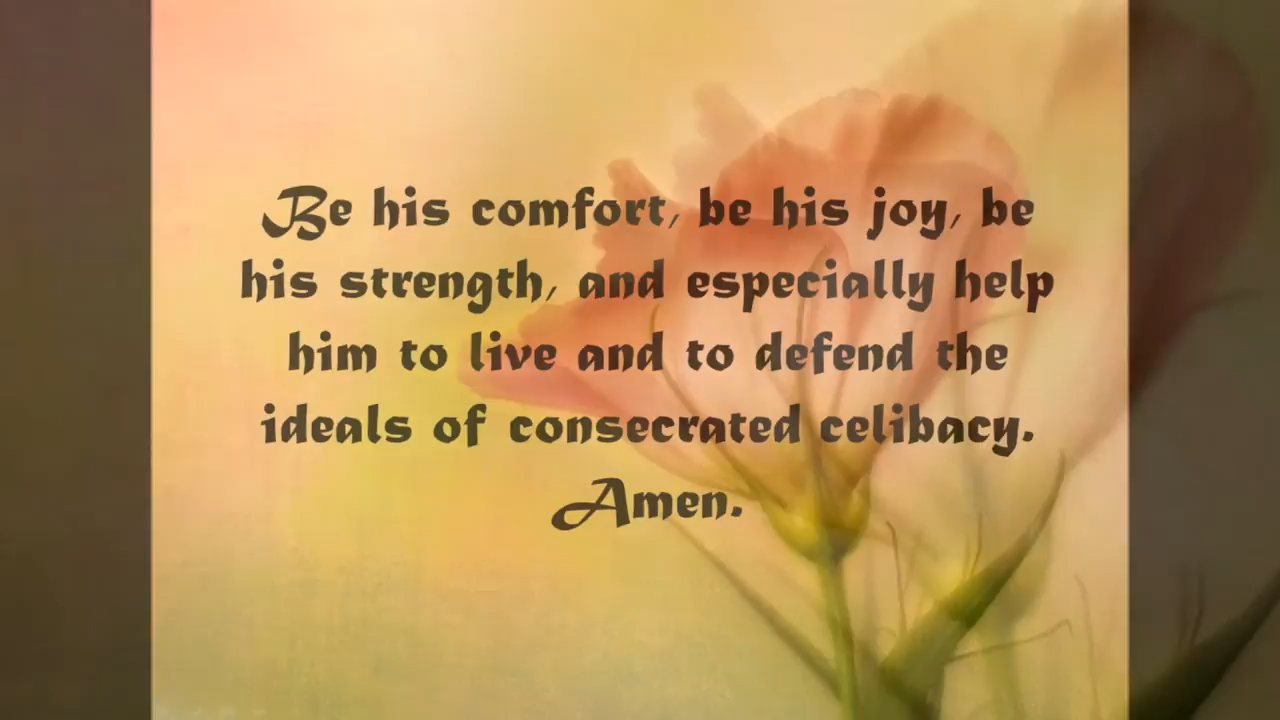 Be his comfort, be his joy, be
his strength, and especially help
him to live and to defend the
ideals of consecrated celibacy.
Amen.